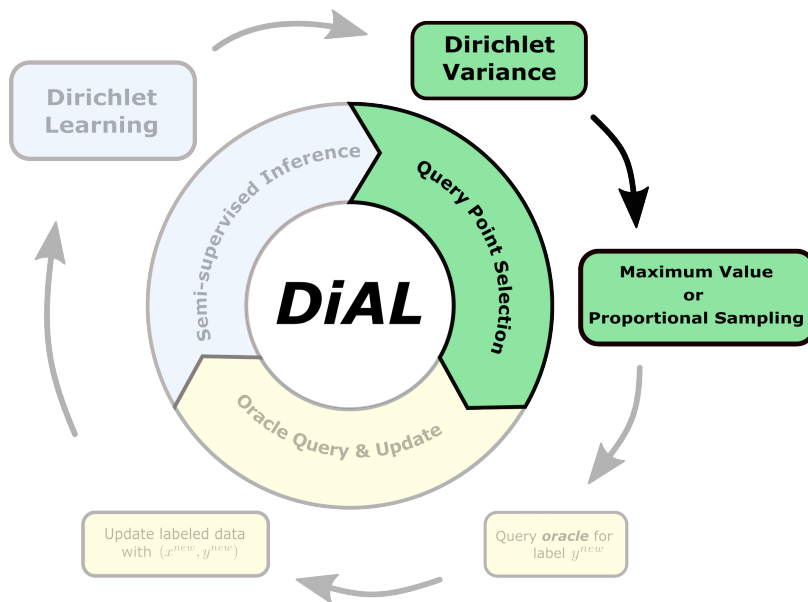 Dirichlet
Variance
Dirichlet
Learning
Semi-supervised Inference
Query Point Selection
DiAL
Maximum Value
or
Proportional Sampling
Oracle Query & Update
Update labeled data
with (x^{new}, y^{new})
Query oracle for
label y^{new}